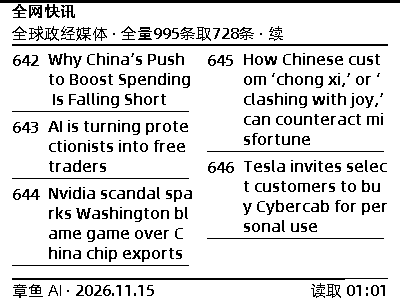 全网快讯
全球政经媒体 · 全量995条取728条 · 续
642 Why China's Push
to Boost Spending
Is Falling Short
643 AI is turning prote
ctionists into free
traders
644 Nvidia scandal spa
rks Washington bl
ame game over C
hina chip exports
645 How Chinese cust
om 'chong xi,' or '
clashing with joy,'
can counteract mi
sfortune
646 Tesla invites selec
t customers to bu
y Cybercab for per
sonal use
章鱼 AI · 2026.11.15
读取 01:01